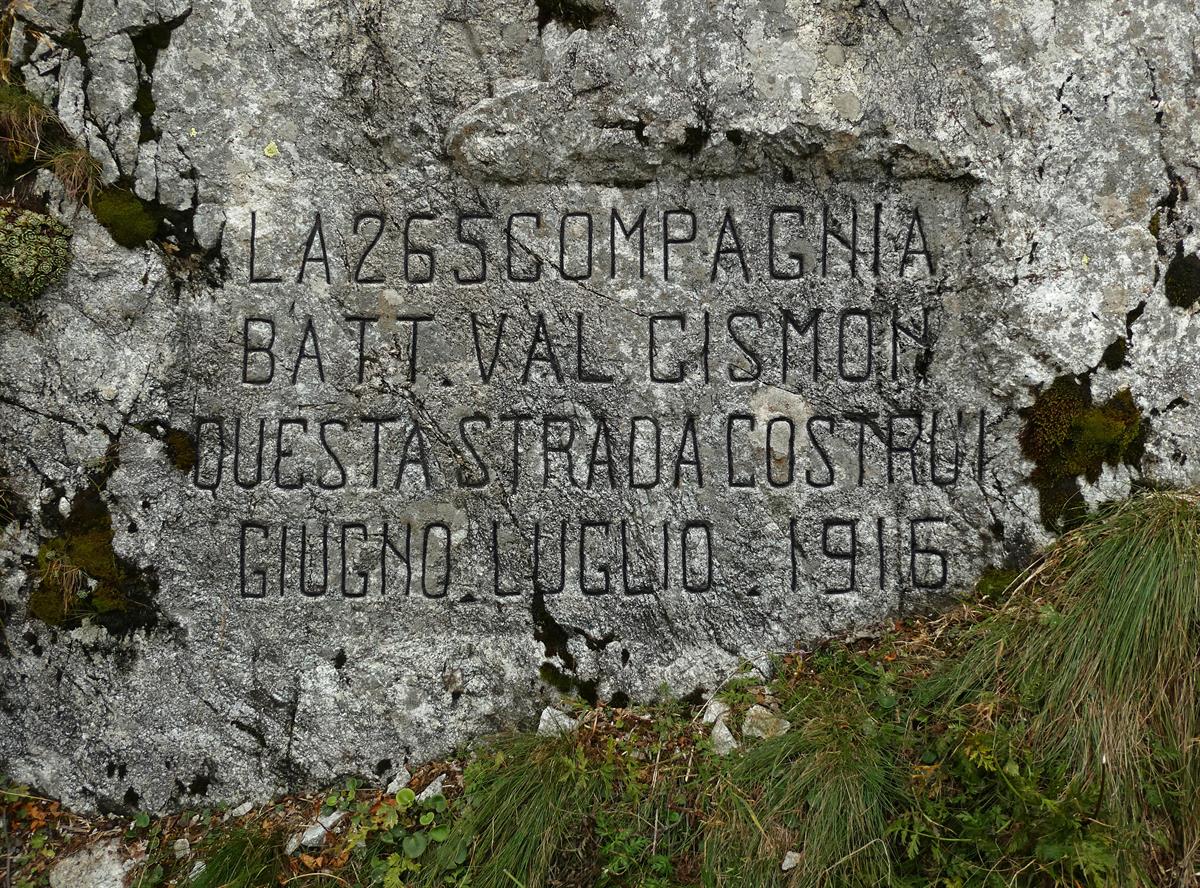 LA 265 COMPAGNIA
BATT. VAL CISMON
QUESTA STRADA COSTRUI
GIUGNO. LUGLIO. 1916